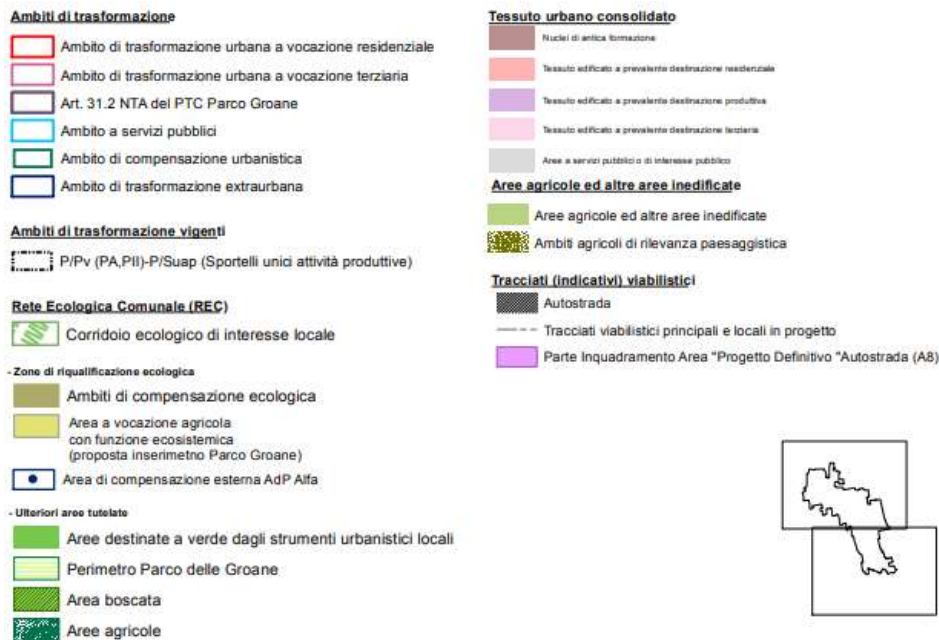 Ambiti di trasformazione
Ambito di trasformazione urbana a vocazione residenziale
Ambito di trasformazione urbana a vocazione terziaria
Art. 31.2 NTA del PTC Parco Groane
Ambito a servizi pubblici
Ambito di compensazione urbanistica
Ambito di trasformazione extraurbana
Ambiti di trasformazione vigenti
P/Pv (PA,PII)-P/Suap (Sportelli unici attività produttive)
Rete Ecologica Comunale (REC)
Corridoio ecologico di interesse locale
- Zone di riqualificazione ecologica
Ambiti di compensazione ecologica
Area a vocazione agricola
con funzione ecosistemica
(proposta inserimetno Parco Groane)
Area di compensazione esterna AdP Alfa
- Ulteriori aree tutelate
Aree destinate a verde dagli strumenti urbanistici locali
Perimetro Parco delle Groane
Area boscata
Aree agricole
Tessuto urbano consolidato
Nuclei di antica formazione
Tessuto edificato a prevalente destinazione residenziale
Tessuto edificato a prevalente destinazione produttiva
Tessuto edificato a prevalente destinazione terziaria
Aree a servizi pubblici o di interesse pubblico
Aree agricole ed altre aree inedificate
Aree agricole ed altre aree inedificate
Ambiti agricoli di rilevanza paesaggistica
Tracciati (indicativi) viabilistici
Autostrada
Tracciati viabilistici principali e locali in progetto
Parte Inquadramento Area "Progetto Definitivo "Autostrada (A8)